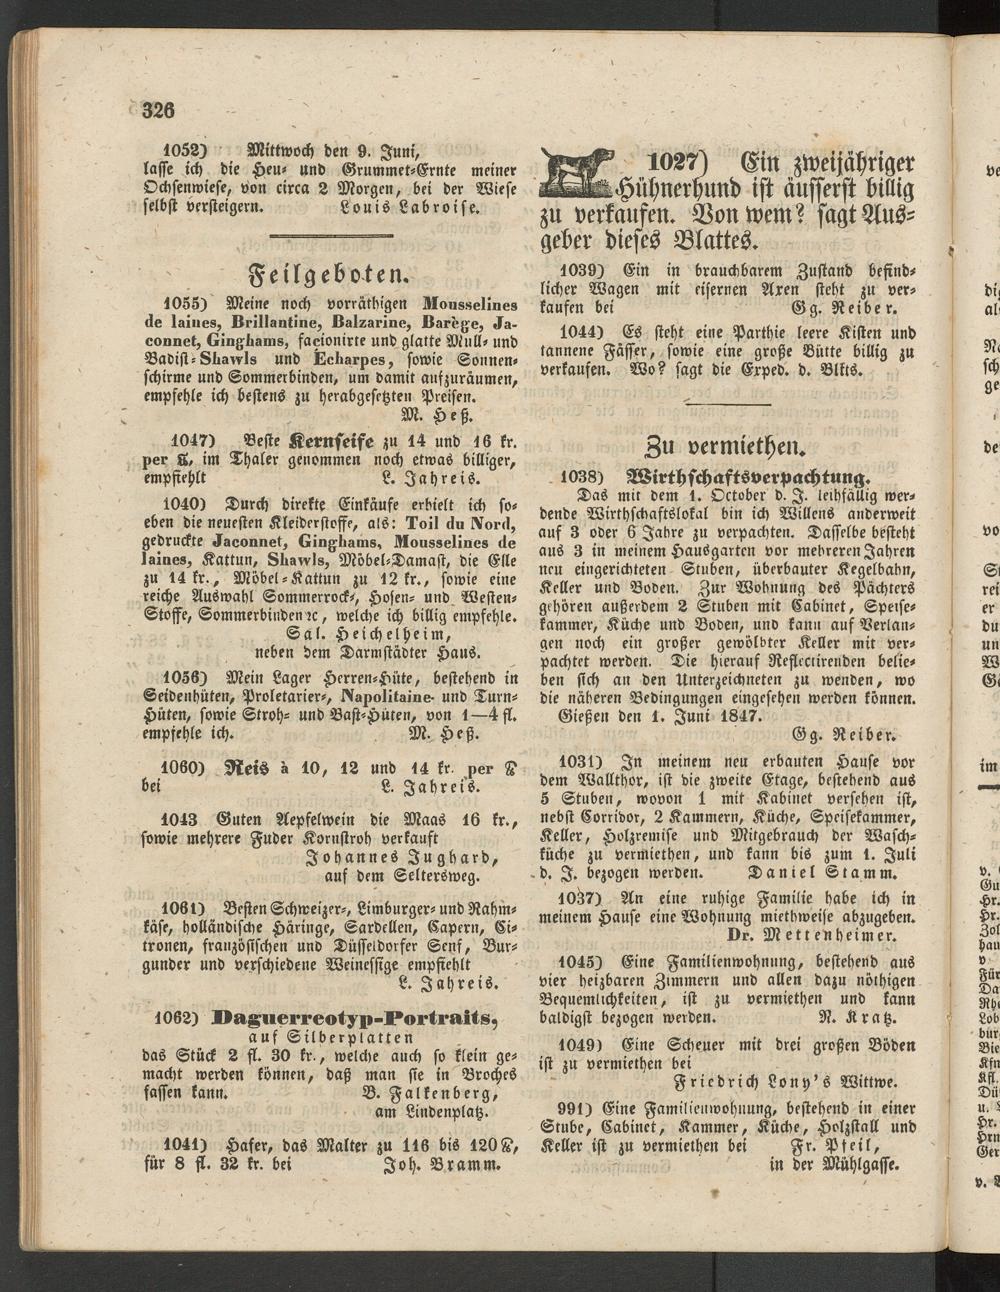 326
1052) Mittwoch den 9. Juni,
lasse ich die Heu- und Grummet-Ernte meiner
Ochsenwiese, von circa 2 Morgen, bei der Wiese
selbst versteigern. Louis Labroise.
Feilgeboten.
1055) Meine noch vorräthigen Mousselines
de laines, Brillantine, Balzarine, Barège, Ja-
connet, Ginghams, façionirte und glatte Mull- und
Badist-Shawls und Echarpes, sowie Sonnen-
schirme und Sommerbinden, um damit aufzuräumen,
empfehle ich bestens zu herabgesetzten Preisen.
M. Heß.
1047) Beste Kernseife zu 14 und 16 kr.
per ℔, im Thaler genommen noch etwas billiger,
empfiehlt L. Jahreis.
1040) Durch direkte Einkäufe erhielt ich so-
eben die neuesten Kleiderstoffe, als: Toil du Nord,
gedruckte Jaconnet, Ginghams, Mousselines de
laines, Kattun, Shawls, Möbel-Damast, die Elle
zu 14 kr., Möbel-Kattun zu 12 kr., sowie eine
reiche Auswahl Sommerrock-, Hosen- und Westen-
Stoffe, Sommerbinden ꝛc, welche ich billig empfehle.
Sal. Heichelheim,
neben dem Darmstädter Haus.
1056) Mein Lager Herren-Hüte, bestehend in
Seidenhüten, Proletarier-, Napolitaine- und Turn-
Hüten, sowie Stroh- und Bast-Hüten, von 1—4 fl.
empfehle ich. M. Heß.
1060) Reis à 10, 12 und 14 kr. per ℔
bei L. Jahreis.
1043 Guten Aepfelwein die Maas 16 kr.,
sowie mehrere Fuder Kornstroh verkauft
Johannes Jughard,
auf dem Seltersweg.
1061) Besten Schweizer-, Limburger- und Rahm-
käse, holländische Häringe, Sardellen, Capern, Ci-
tronen, französischen und Düsseldorfer Senf, Bur-
gunder und verschiedene Weinessige empfiehlt
L. Jahreis.
1062) Daguerreotyp-Portraits,
auf Silberplatten
das Stück 2 fl. 30 kr., welche auch so klein ge-
macht werden können, daß man sie in Broches
fassen kann. B. Falkenberg,
am Lindenplatz.
1041) Hafer, das Malter zu 116 bis 120 ℔,
für 8 fl. 32 kr. bei Joh. Bramm.
1027) Ein zweijähriger
Hühnerhund ist äusserst billig
zu verkaufen. Von wem? sagt Aus-
geber dieses Blattes.
1039) Ein in brauchbarem Zustand befind-
licher Wagen mit eisernen Axen steht zu ver-
kaufen bei Gg. Reiber.
1044) Es steht eine Parthie leere Kisten und
tannene Fässer, sowie eine große Bütte billig zu
verkaufen. Wo? sagt die Exped. d. Blkts.
Zu vermiethen.
1038) Wirthschaftsverpachtung.
Das mit dem 1. October d. J. leihfällig wer-
dende Wirthschaftslokal bin ich Willens anderweit
auf 3 oder 6 Jahre zu verpachten. Dasselbe besteht
aus 3 in meinem Hausgarten vor mehreren Jahren
neu eingerichteten Stuben, überbauter Kegelbahn,
Keller und Boden. Zur Wohnung des Pächters
gehören außerdem 2 Stuben mit Cabinet, Speise-
kammer, Küche und Boden, und kann auf Verlan-
gen noch ein großer gewölbter Keller mit ver-
pachtet werden. Die hierauf Reflectirenden belie-
ben sich an den Unterzeichneten zu wenden, wo
die näheren Bedingungen eingesehen werden können.
Gießen den 1. Juni 1847.
Gg. Reiber.
1031) In meinem neu erbauten Hause vor
dem Wallthor, ist die zweite Etage, bestehend aus
5 Stuben, wovon 1 mit Kabinet versehen ist,
nebst Corridor, 2 Kammern, Küche, Speisekammer,
Keller, Holzremise und Mitgebrauch der Wasch-
küche zu vermiethen, und kann bis zum 1. Juli
d. J. bezogen werden. Daniel Stamm.
1037) An eine ruhige Familie habe ich in
meinem Hause eine Wohnung miethweise abzugeben.
Dr. Mettenheimer.
1045) Eine Familienwohnung, bestehend aus
vier heizbaren Zimmern und allen dazu nöthigen
Bequemlichkeiten, ist zu vermiethen und kann
baldigst bezogen werden. N. Kratz.
1049) Eine Scheuer mit drei großen Böden
ist zu vermiethen bei
Friedrich Lony's Wittwe.
991) Eine Familienwohnung, bestehend in einer
Stube, Cabinet, Kammer, Küche, Holzstall und
Keller ist zu vermiethen bei Fr. Pfeil,
in der Mühlgasse.